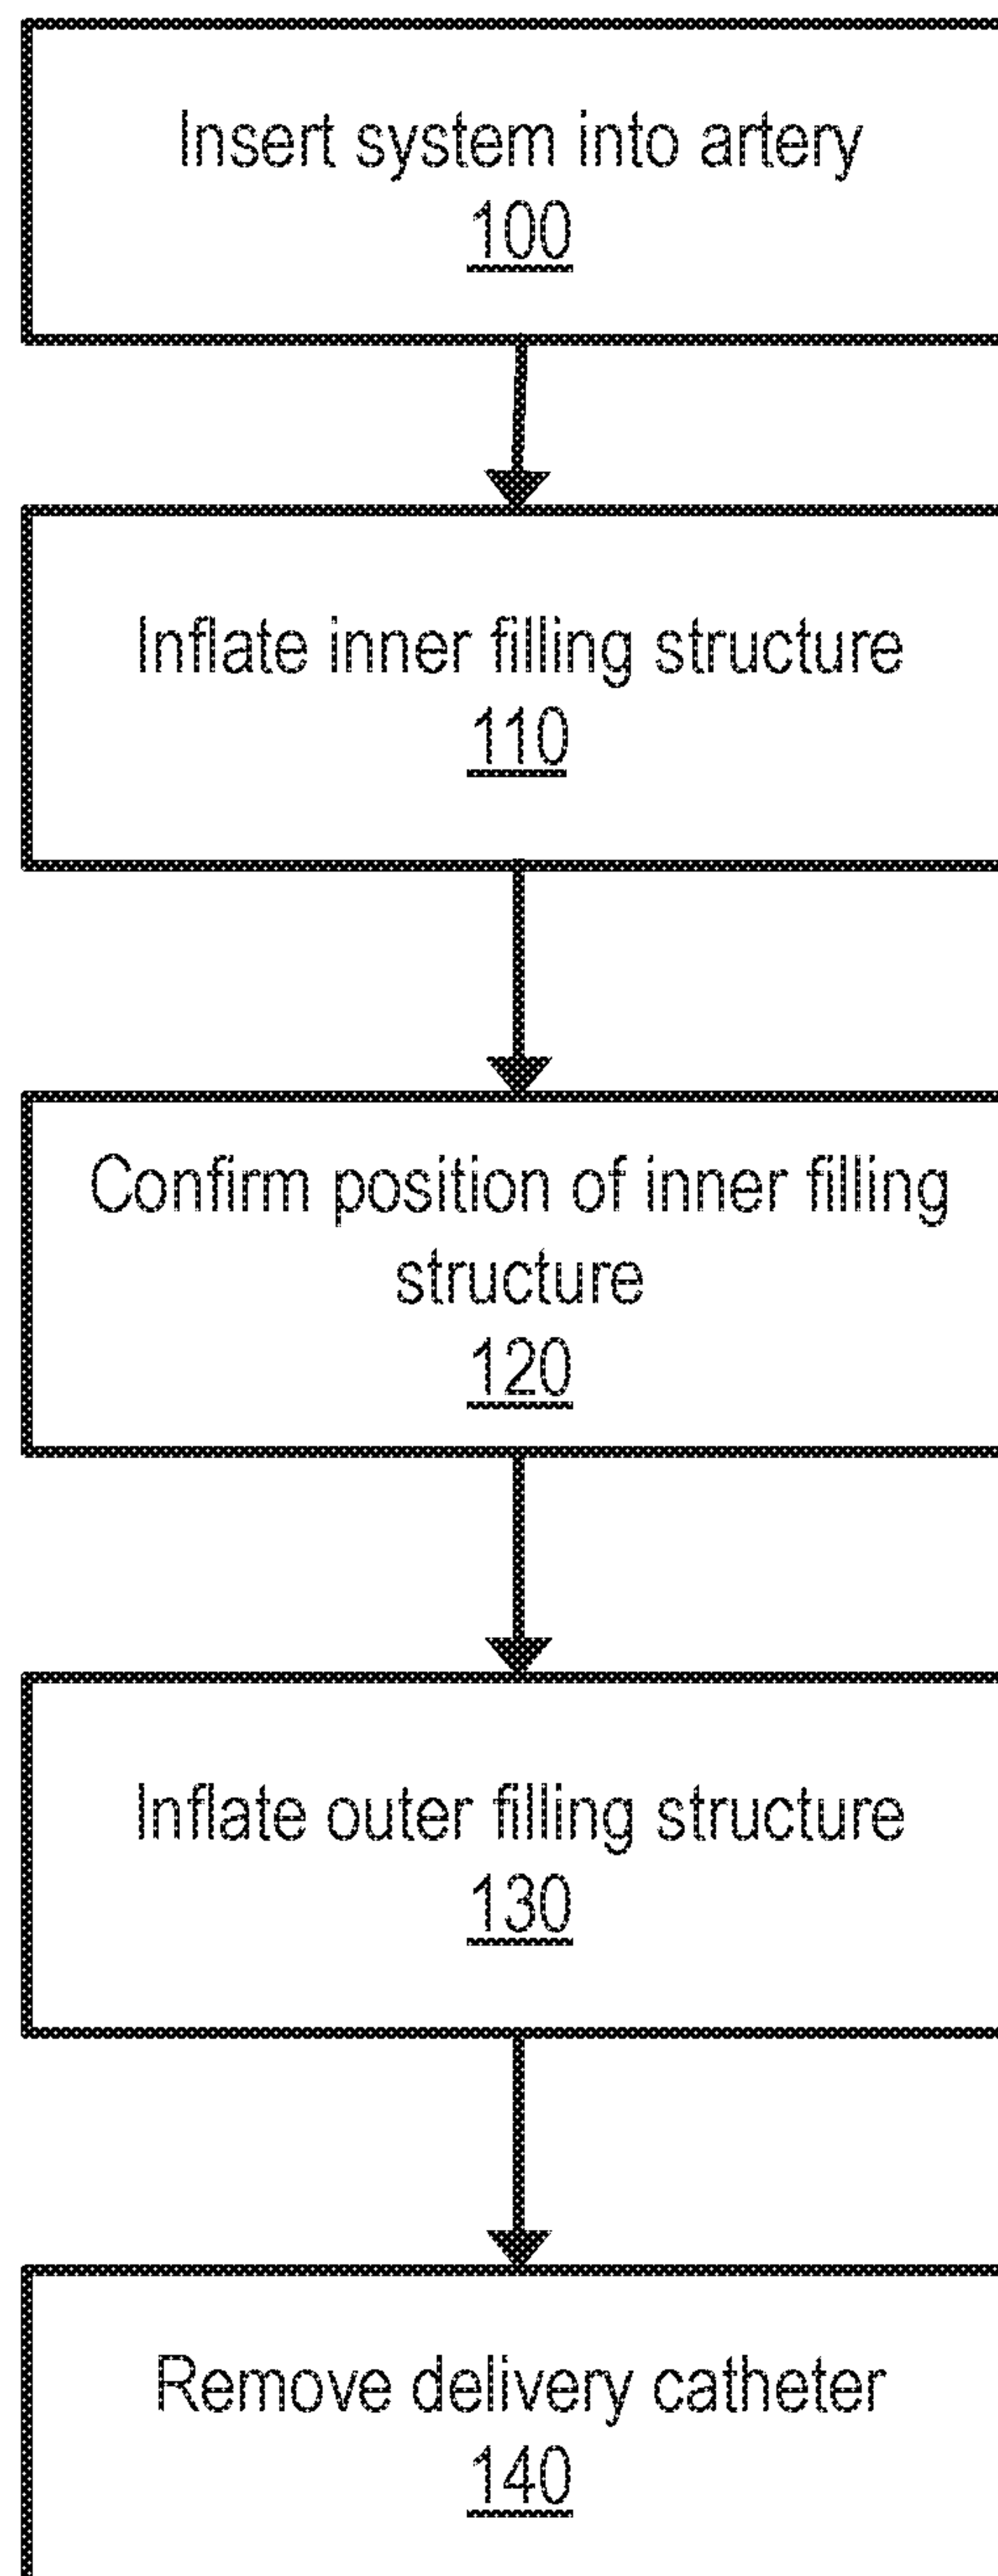 Insert system into artery
100
Inflate inner filling structure
110
Confirm position of inner filling
structure
120
Inflate outer filling structure
130
Remove delivery catheter
140